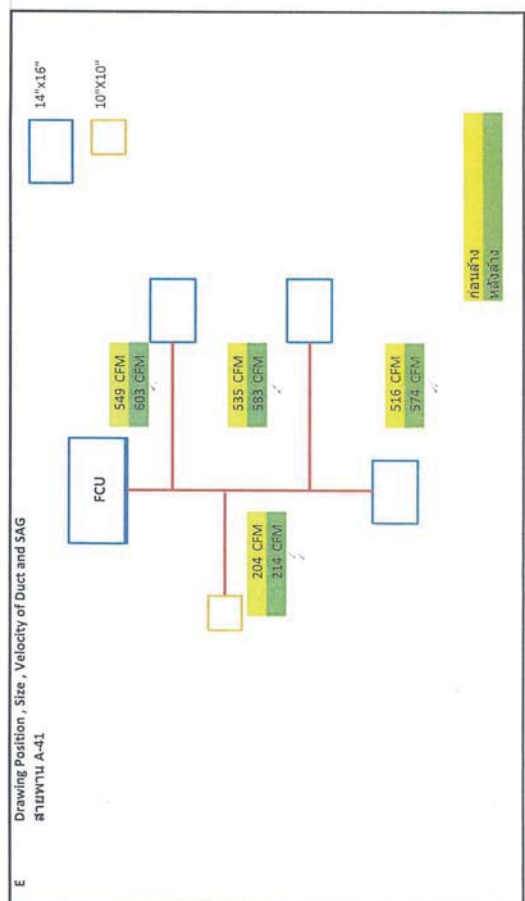 E Drawing Position , Size , Velocity of Duct and SAG
สายพาน A-41
14"x16"
10"X10"
FCU
549 CFM
603 CFM
535 CFM
583 CFM
204 CFM
214 CFM
516 CFM
574 CFM
ก่อนล้าง
หลังล้าง